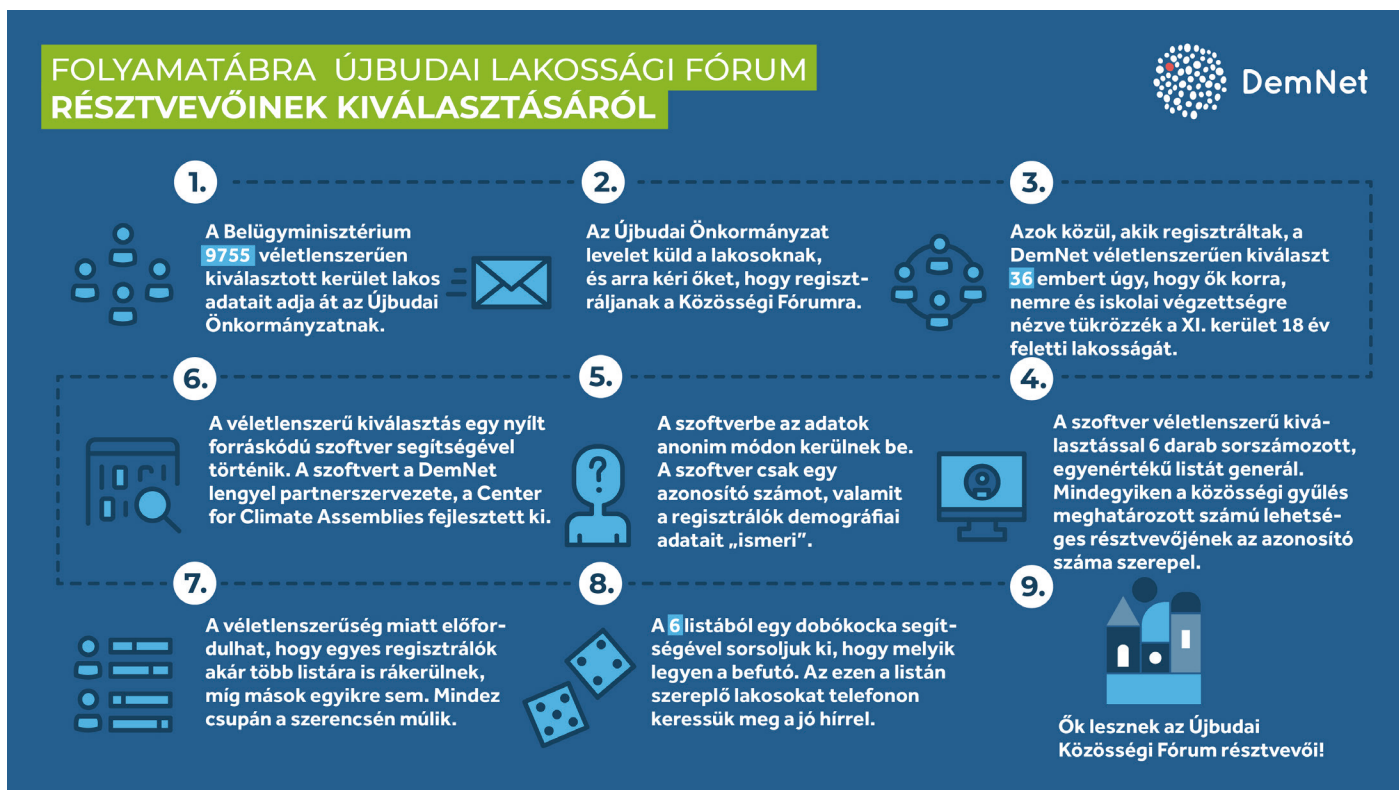 FOLYAMATÁBRA ÚJBUDAI LAKOSSÁGI FÓRUM
RÉSZTVEVŐINEK KIVÁLASZTÁSÁRÓL
DemNet
1.
A Belügyminisztérium
9755 véletlenszerűen
kiválasztott kerület lakos
adatait adja át az Újbudai
Önkormányzatnak.
2.
Az Újbudai Önkormányzat
levelet küld a lakosoknak,
és arra kéri őket, hogy regiszt-
ráljanak a Közösségi Fórumra.
3.
Azok közül, akik regisztráltak, a
DemNet véletlenszerűen kiválaszt
36 embert úgy, hogy ők korra,
nemre és iskolai végzettségre
nézve tükrözzék a XI. kerület 18 év
feletti lakosságát.
4.
A szoftver véletlenszerű kivá-
lasztással 6 darab sorszámozott,
egyenértékű listát generál.
Mindegyiken a közösségi gyűlés
meghatározott számú lehetsé-
ges résztvevőjének az azonosító
száma szerepel.
5.
A szoftverbe az adatok
anonim módon kerülnek be.
A szoftver csak egy
azonosító számot, valamit
a regisztrálók demográfiai
adatait „ismeri”.
6.
A véletlenszerű kiválasztás egy nyílt
forráskódú szoftver segítségével
történik. A szoftvert a DemNet
lengyel partnerszervezete, a Center
for Climate Assemblies fejlesztett ki.
7.
A véletlenszerűség miatt előfor-
dulhat, hogy egyes regisztrálók
akár több listára is rákerülnek,
míg mások egyikre sem. Mindez
csupán a szerencsén múlik.
8.
A 6 listából egy dobókocka segít-
ségével sorsoljuk ki, hogy melyik
legyen a befutó. Az ezen a listán
szereplő lakosokat telefonon
keressük meg a jó hírrel.
9.
Ők lesznek az Újbudai
Közösségi Fórum résztvevői!